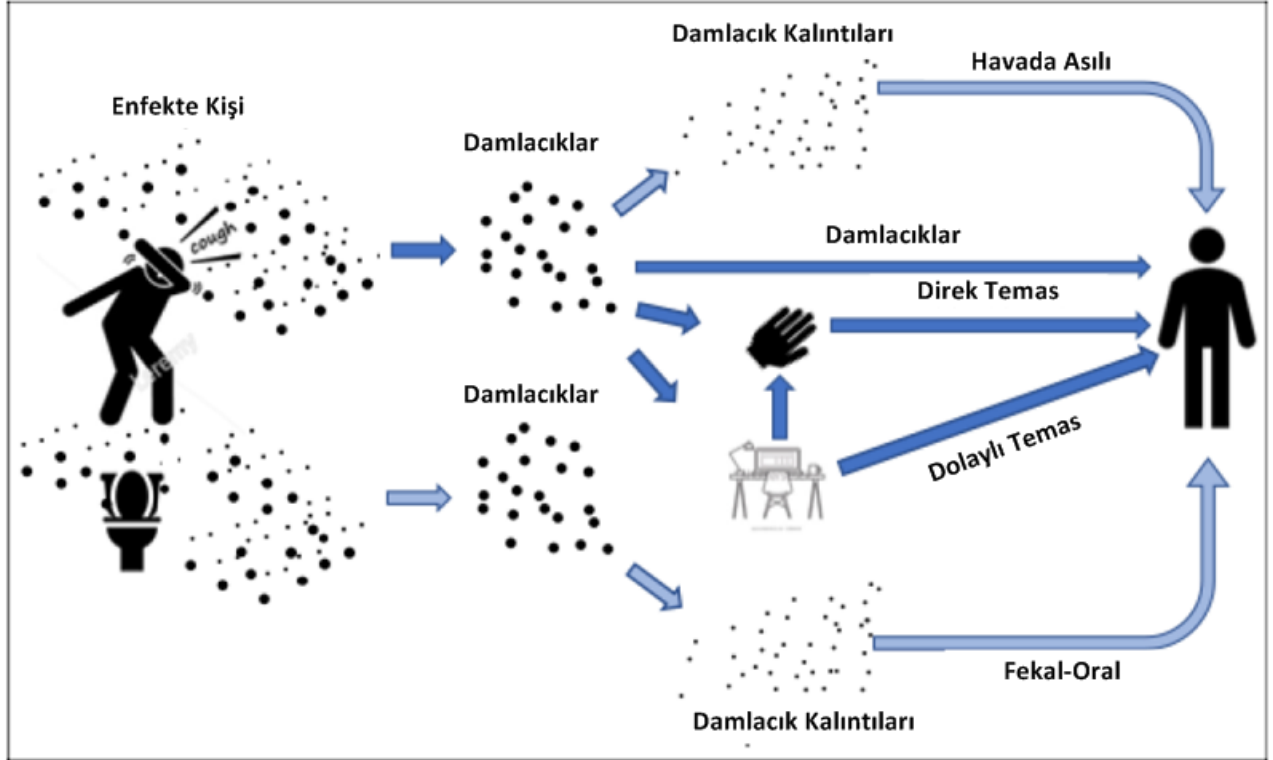 Damlacık Kalıntıları
Havada Asılı
Enfekte Kişi
Damlacıklar
cough
Damlacıklar
Direk Temas
Damlacıklar
Dolaylı Temas
Fekal-Oral
Damlacık Kalıntıları